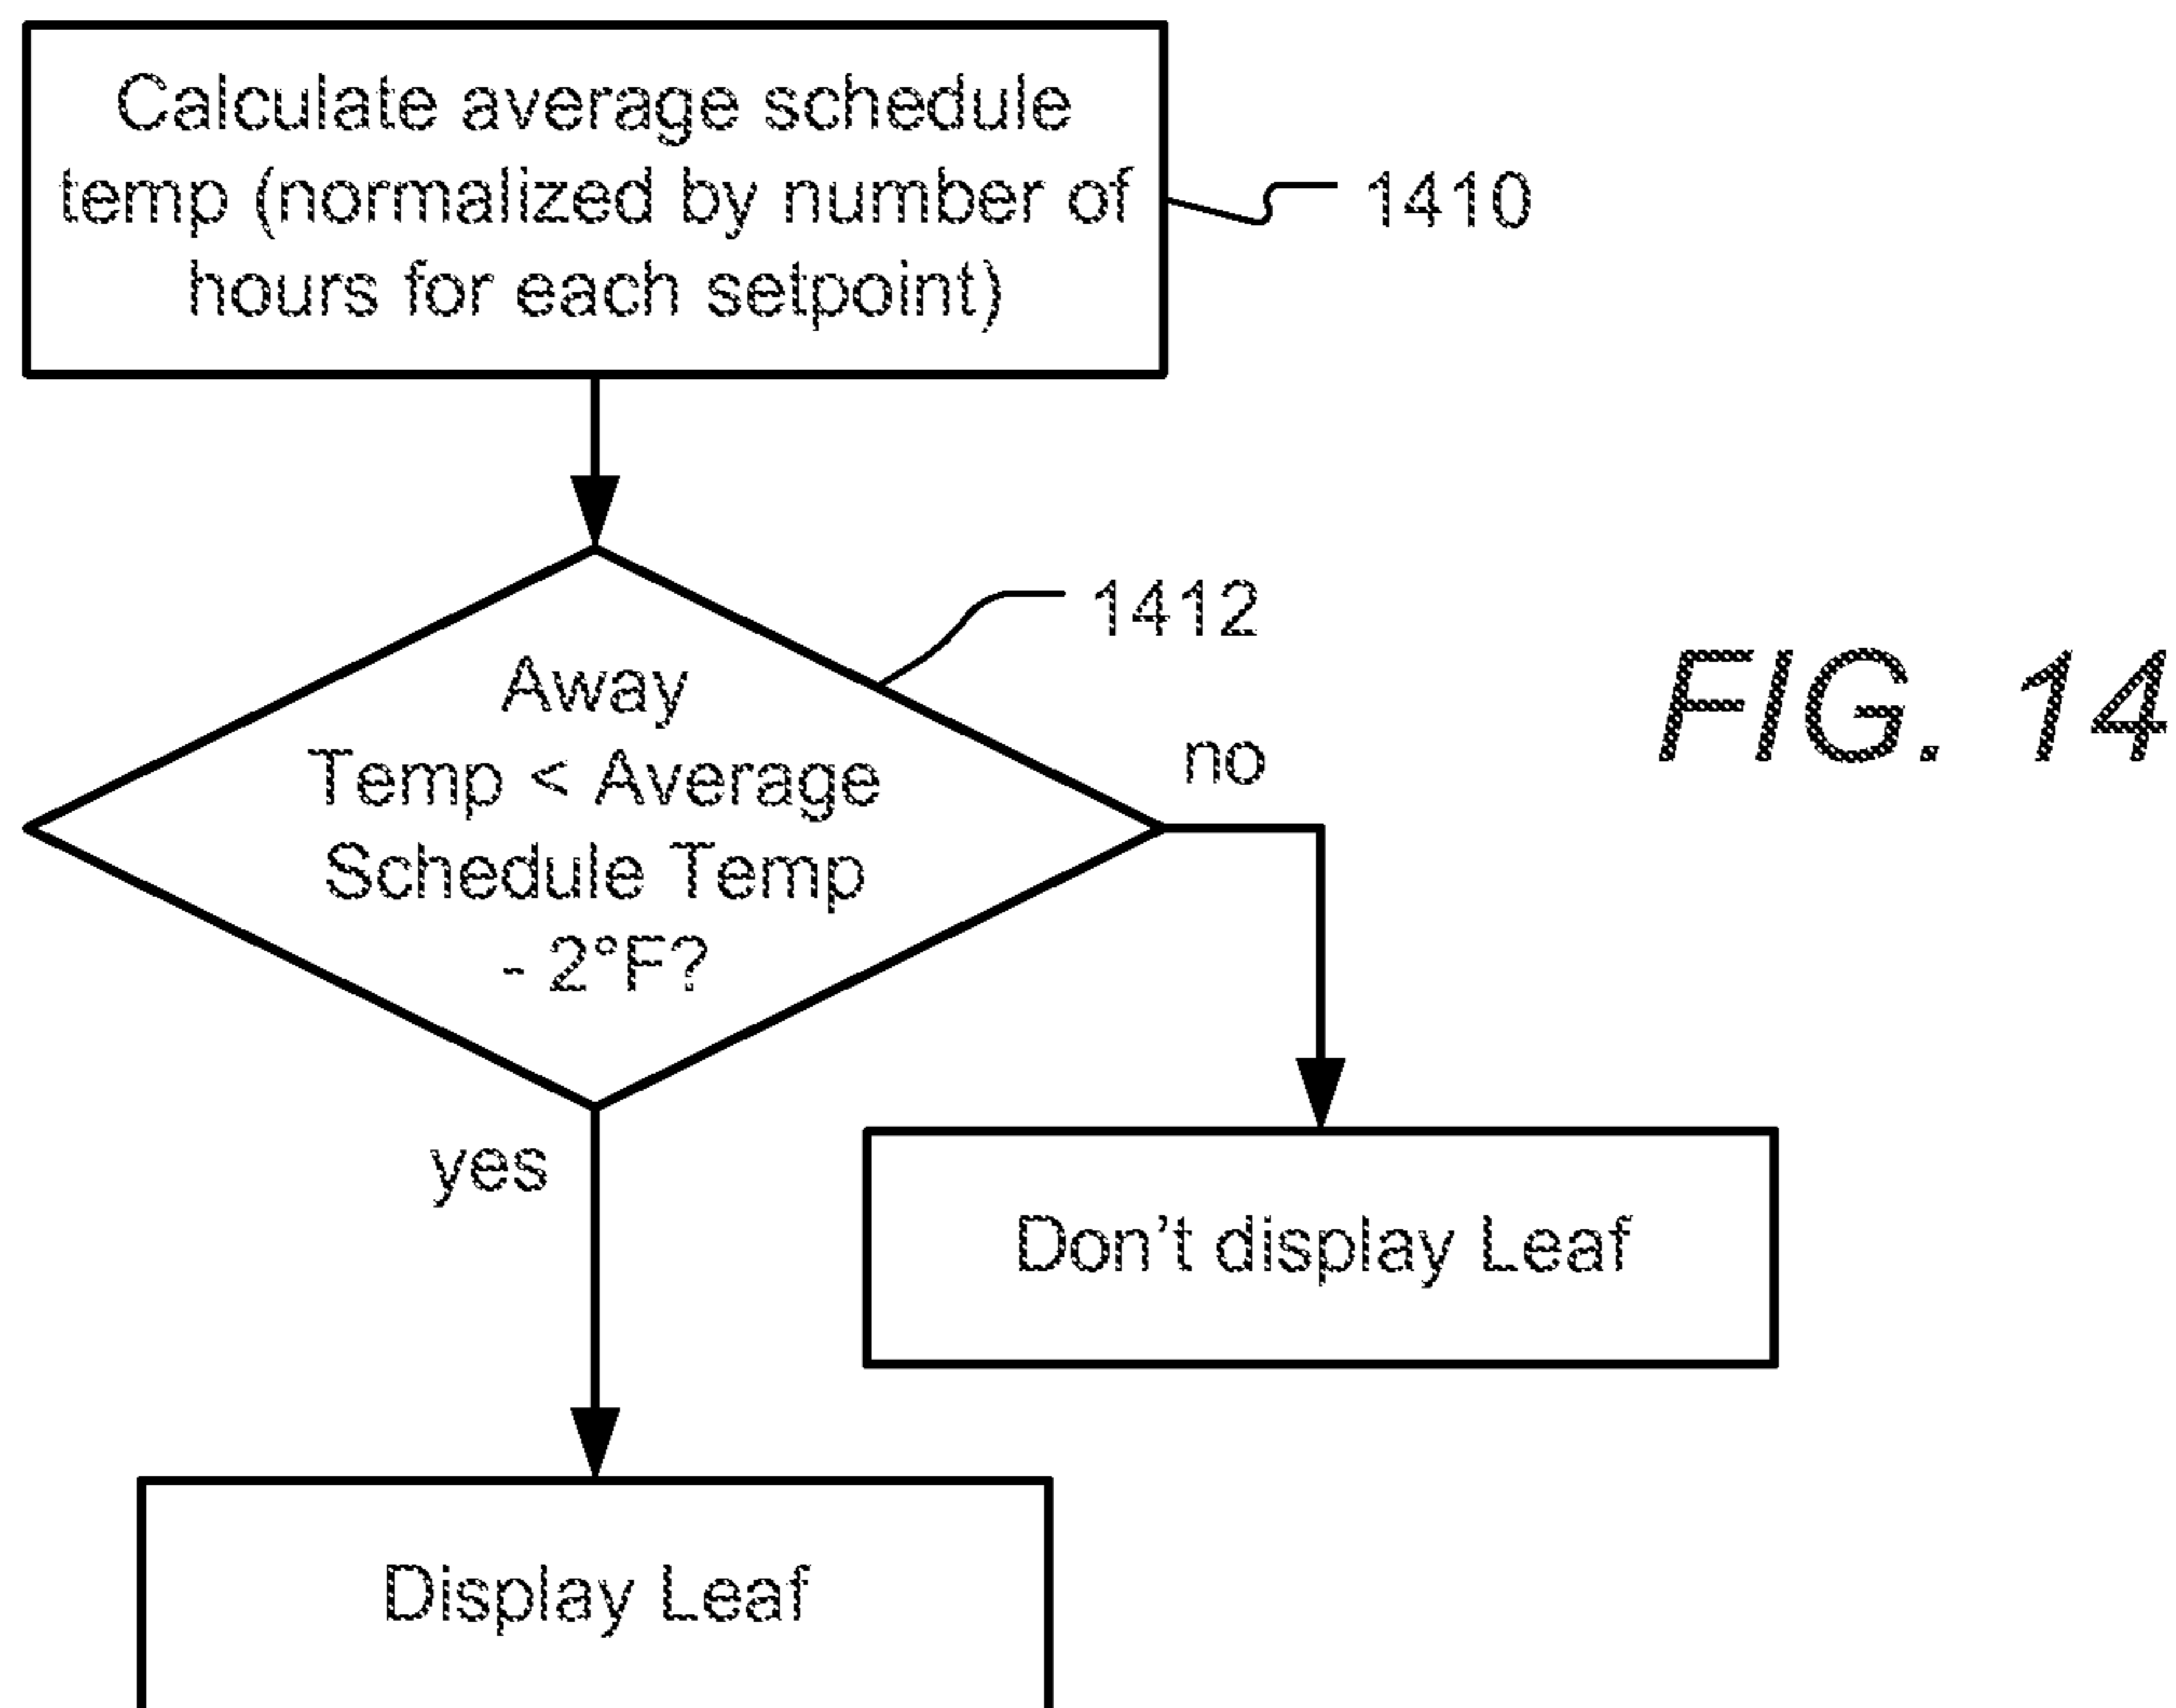 Calculate average schedule
temp (normalized by number of
hours for each setpoint)
1410
1412
Away
Temp < Average
Schedule Temp
- 2°F?
no
FIG. 14
yes
Don't display Leaf
Display Leaf